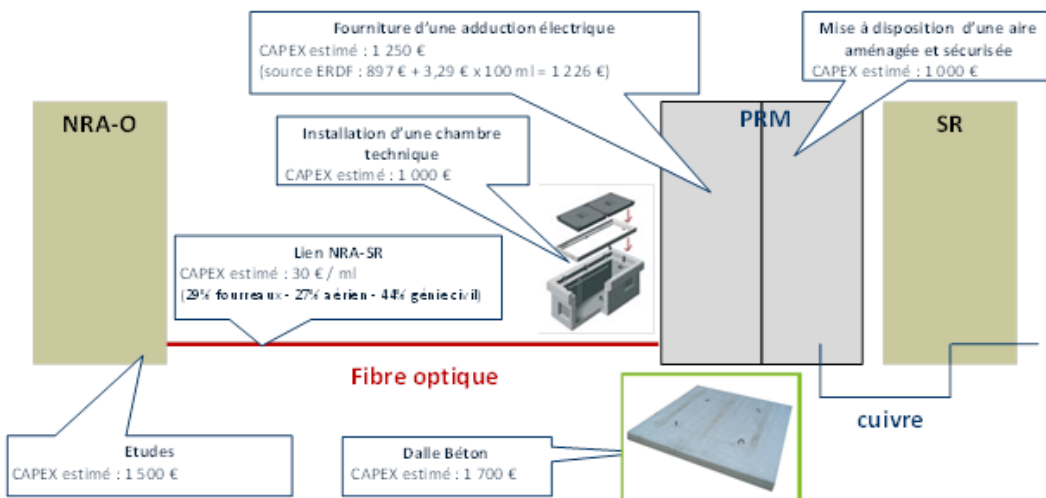 Fourniture d'une adduction électrique
CAPEX estimé : 1 250 €
(source ERDF : 897 € + 3,29 € x 100 ml = 1 226 €)
Mise à disposition d'une aire
aménagée et sécurisée
CAPEX estimé : 1 000 €
NRA-O
Installation d'une chambre
technique
CAPEX estimé : 1 000 €
PRM
SR
Lien NRA-SR
CAPEX estimé : 30 € / ml
(29% fourreaux - 27% aérien - 44% génie civil)
Fibre optique
cuivre
Etudes
CAPEX estimé : 1 500 €
Dalle Béton
CAPEX estimé : 1 700 €